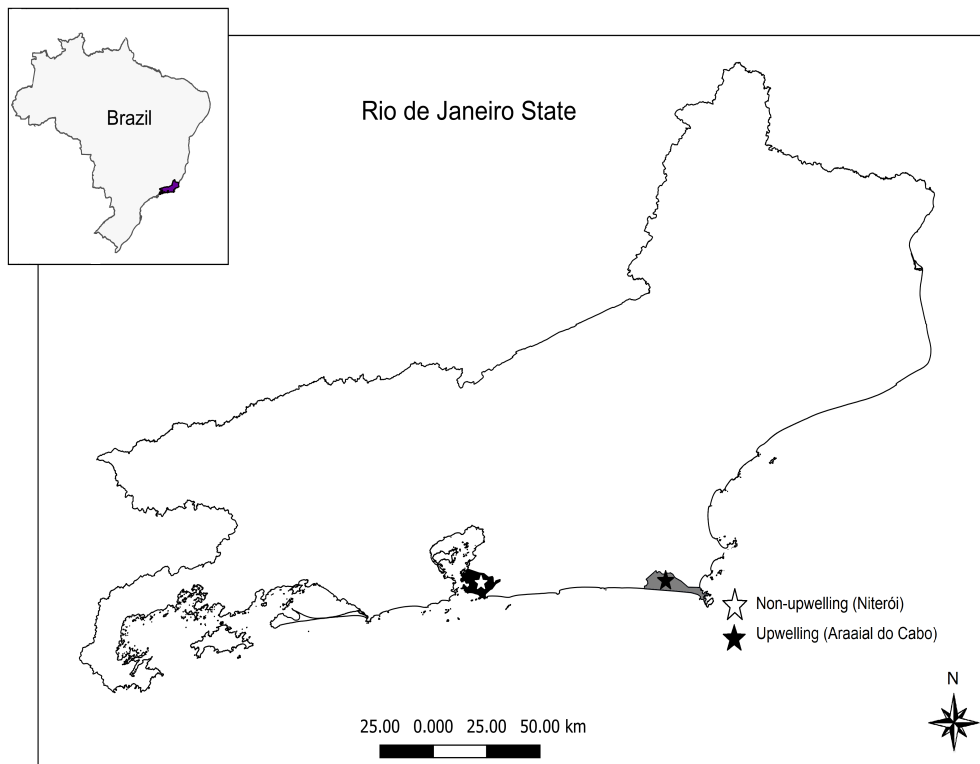 Brazil
Rio de Janeiro State
Non-upwelling (Niterói)
Upwelling (Araaial do Cabo)
N
25.00 0.000 25.00 50.00 km